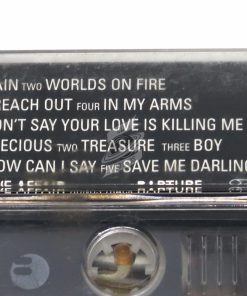 AIN TWO WORLDS ON FIRE
REACH OUT FOUR IN MY ARMS
N'T SAY YOUR LOVE IS KILLING ME
ECIOUS TWO TREASURE THREE BOY
OW CAN I SAY FIVE SAVE ME DARLING
RAPTURE